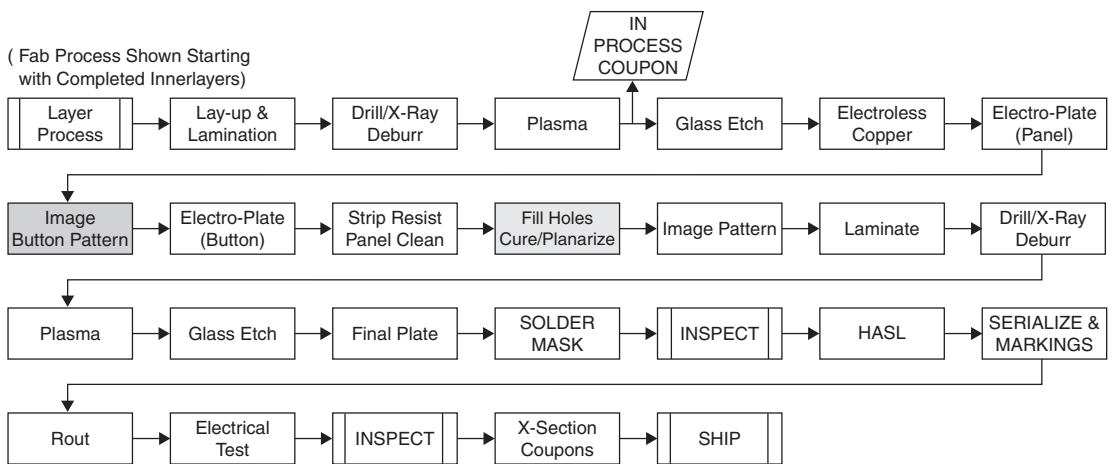 IN
PROCESS
COUPON
( Fab Process Shown Starting
with Completed Innerlayers)
Layer
Process
Lay-up &
Lamination
Drill/X-Ray
Deburr
Plasma
Glass Etch
Electroless
Copper
Electro-Plate
(Panel)
Image
Button Pattern
Electro-Plate
(Button)
Strip Resist
Panel Clean
Fill Holes
Cure/Planarize
Image Pattern
Laminate
Drill/X-Ray
Deburr
Plasma
Glass Etch
Final Plate
SOLDER
MASK
INSPECT
HASL
SERIALIZE &
MARKINGS
Rout
Electrical
Test
INSPECT
X-Section
Coupons
SHIP